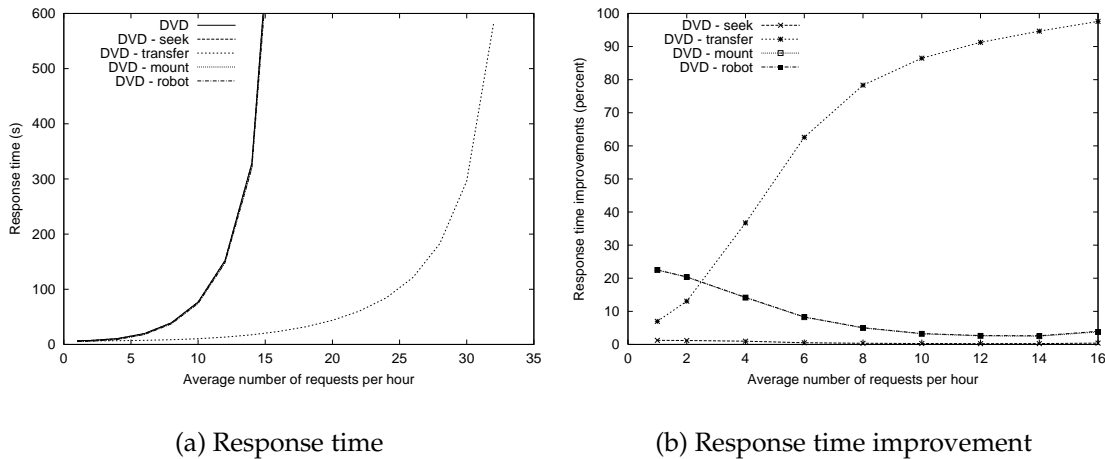 600
500
400
300
200
100
0
Response time (s)
DVD
DVD - seek
DVD - transfer
DVD - mount
DVD - robot
0 5 10 15 20 25 30 35
Average number of requests per hour
(a) Response time
100
90
80
70
60
50
40
30
20
10
0
Response time improvements (percent)
DVD - seek
DVD - transfer
DVD - mount
DVD - robot
0 2 4 6 8 10 12 14 16
Average number of requests per hour
(b) Response time improvement